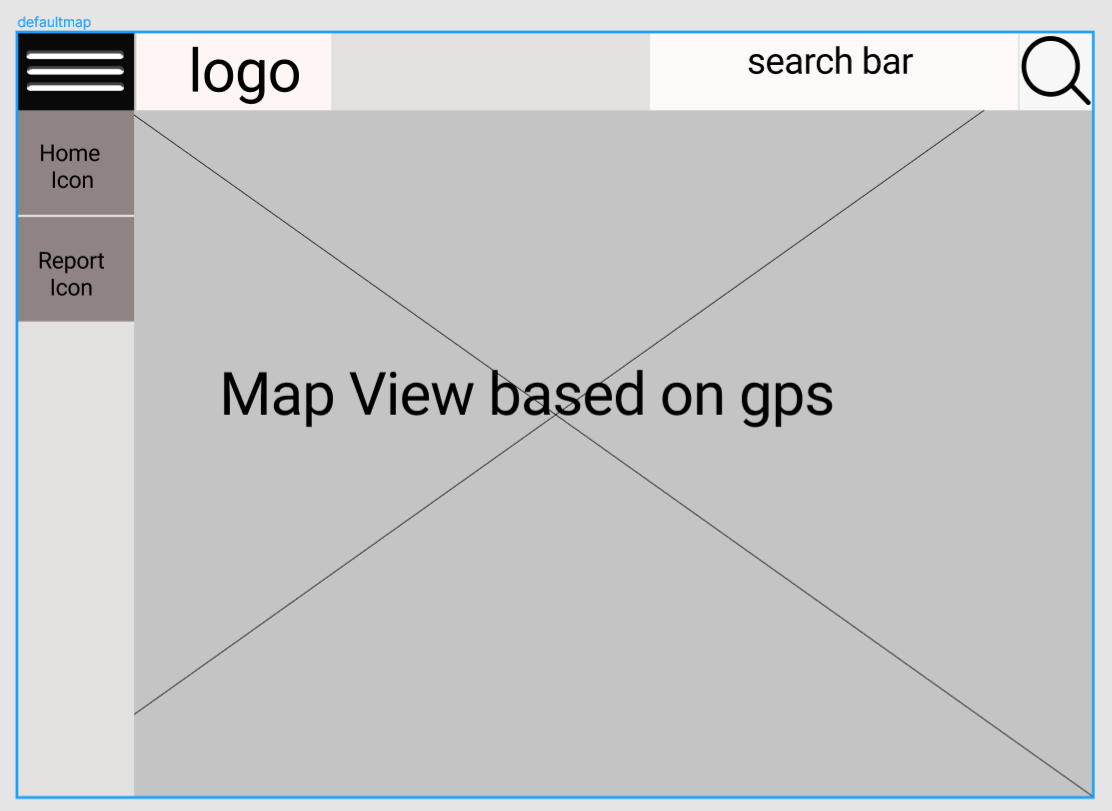 defaultmap
logo
search bar
Home
Icon
Report
Icon
Map View based on gps